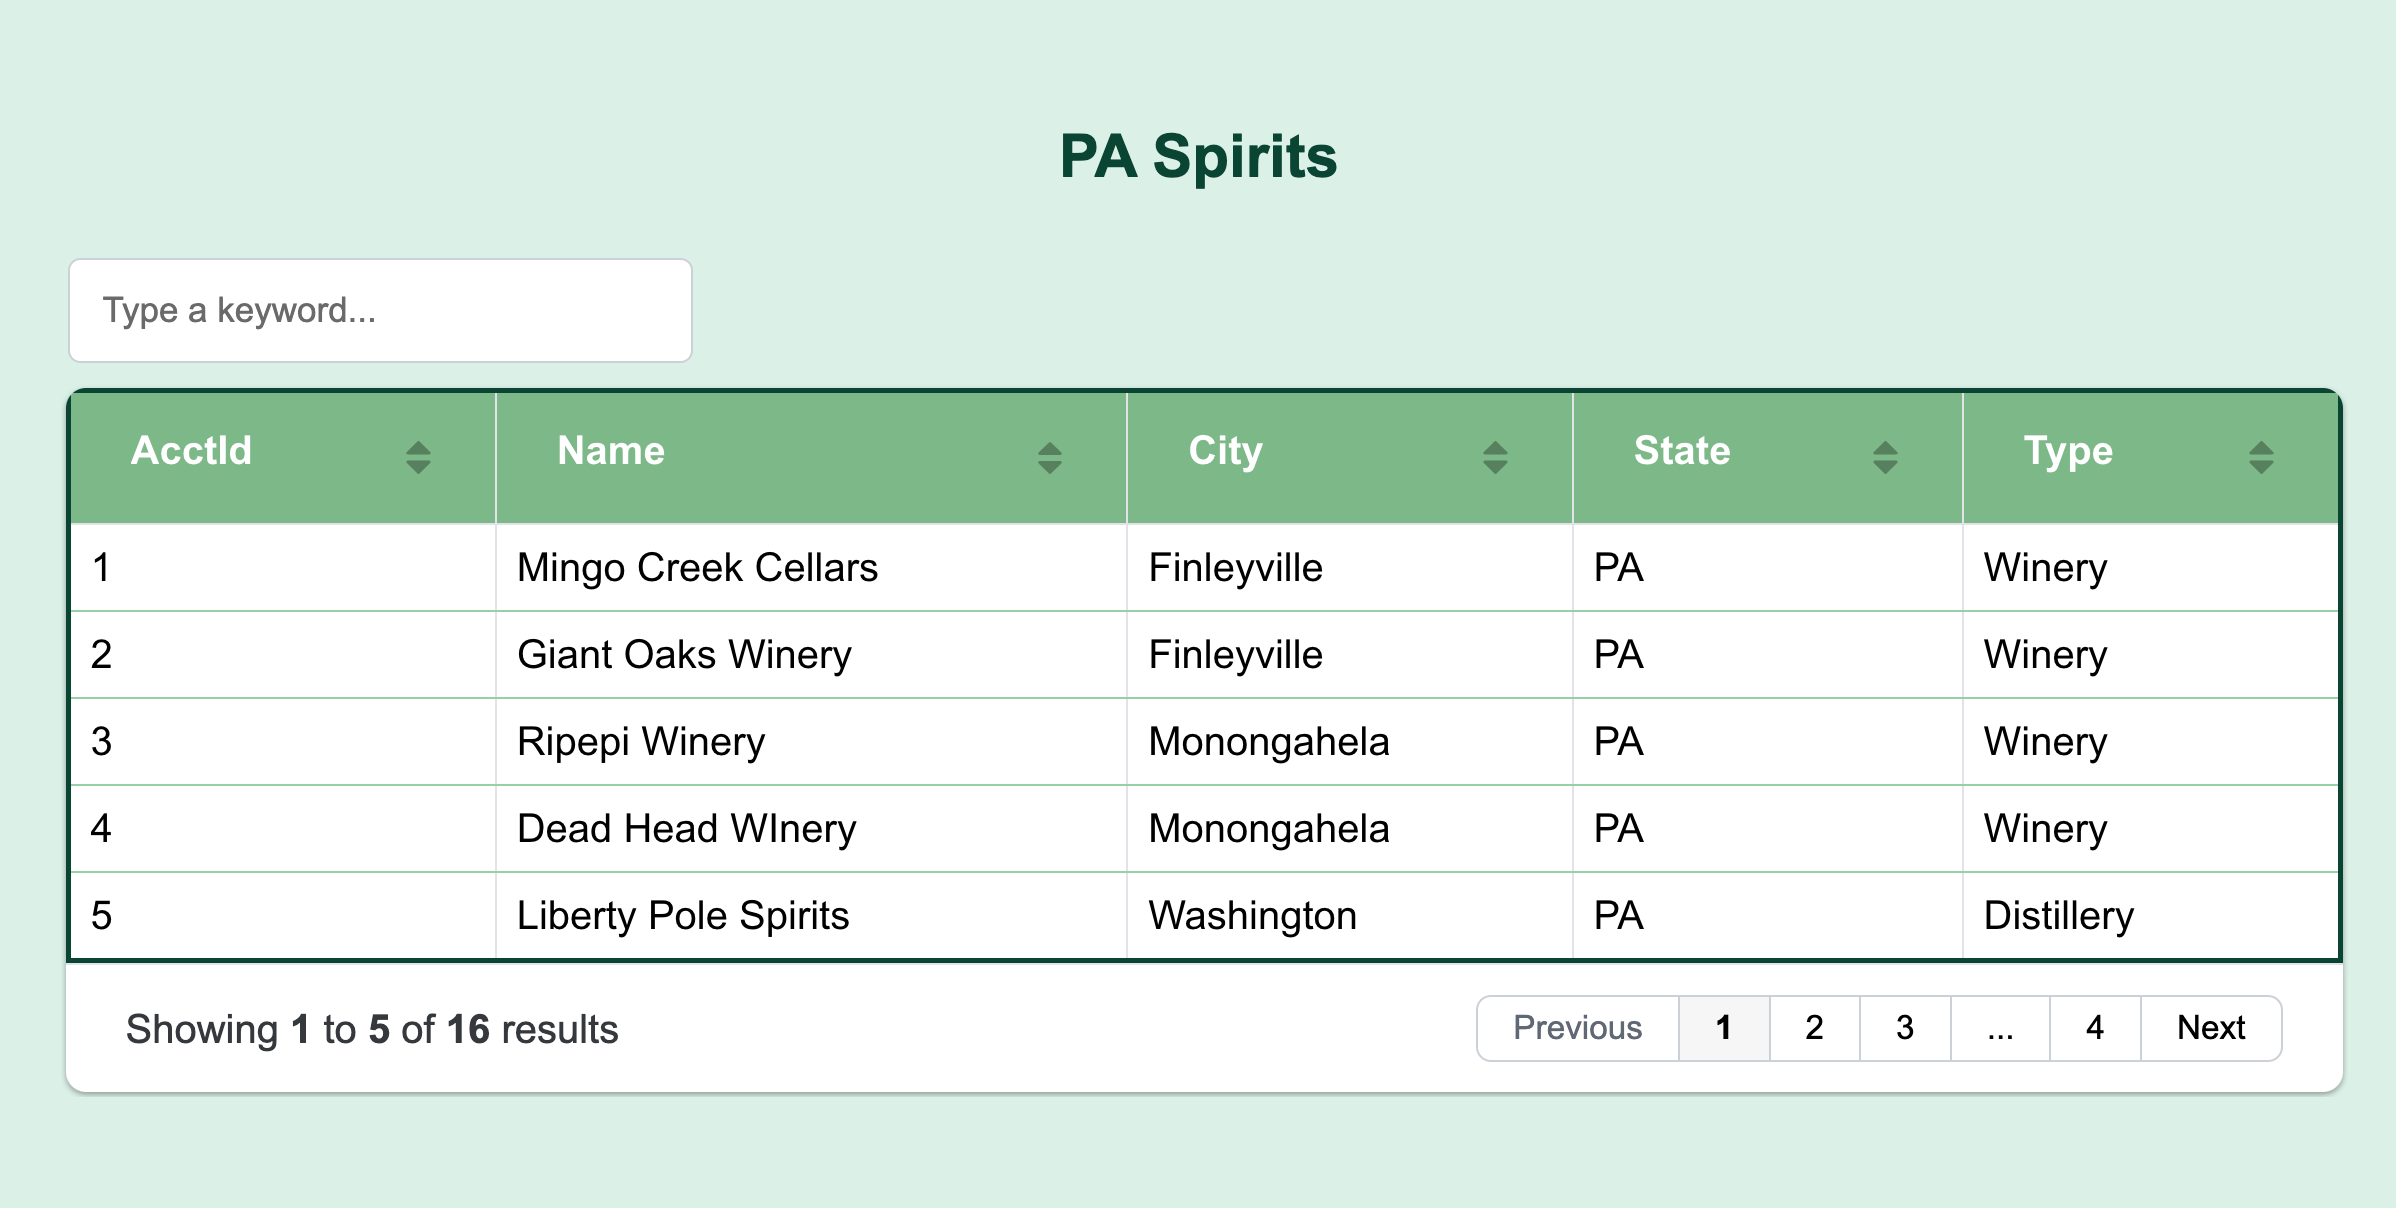 PA Spirits
Type a keyword...
AcctId Name City State Type
1 Mingo Creek Cellars Finleyville PA Winery
2 Giant Oaks Winery Finleyville PA Winery
3 Ripepi Winery Monongahela PA Winery
4 Dead Head WInery Monongahela PA Winery
5 Liberty Pole Spirits Washington PA Distillery
Showing 1 to 5 of 16 results Previous 1 2 3 ... 4 Next